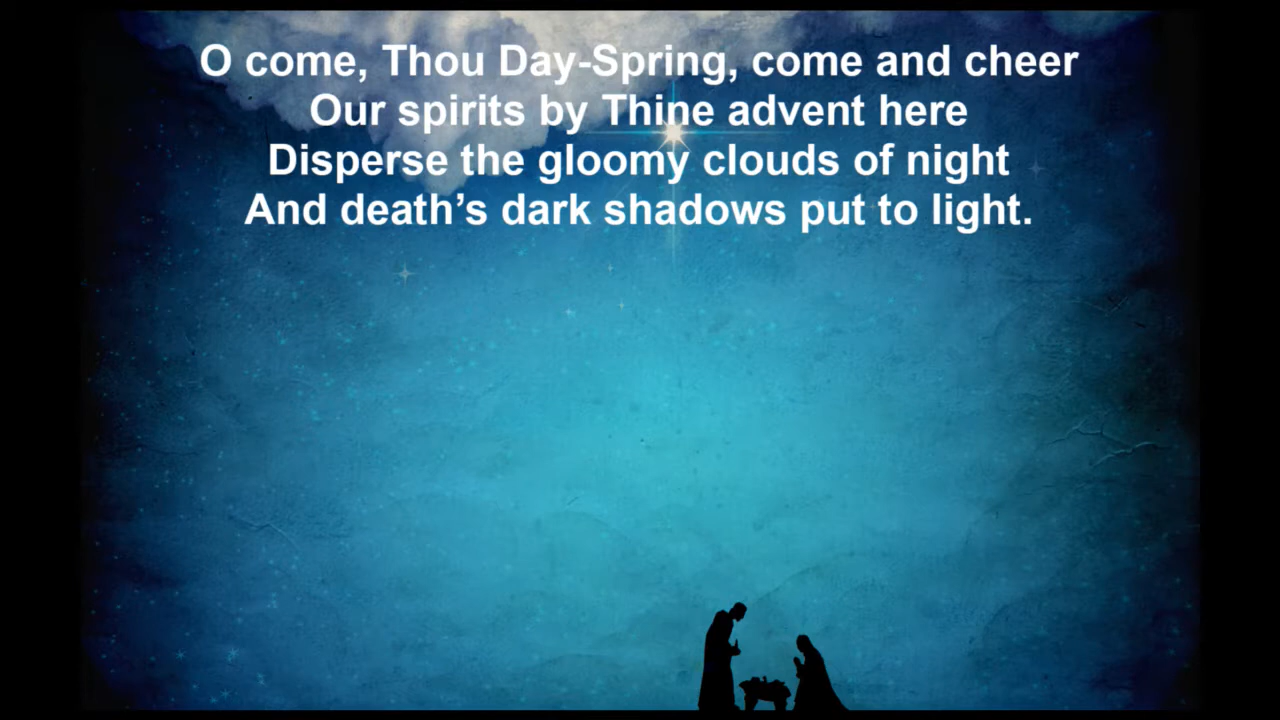 O come, Thou Day-Spring, come and cheer
Our spirits by Thine advent here
Disperse the gloomy clouds of night
And death’s dark shadows put to light.